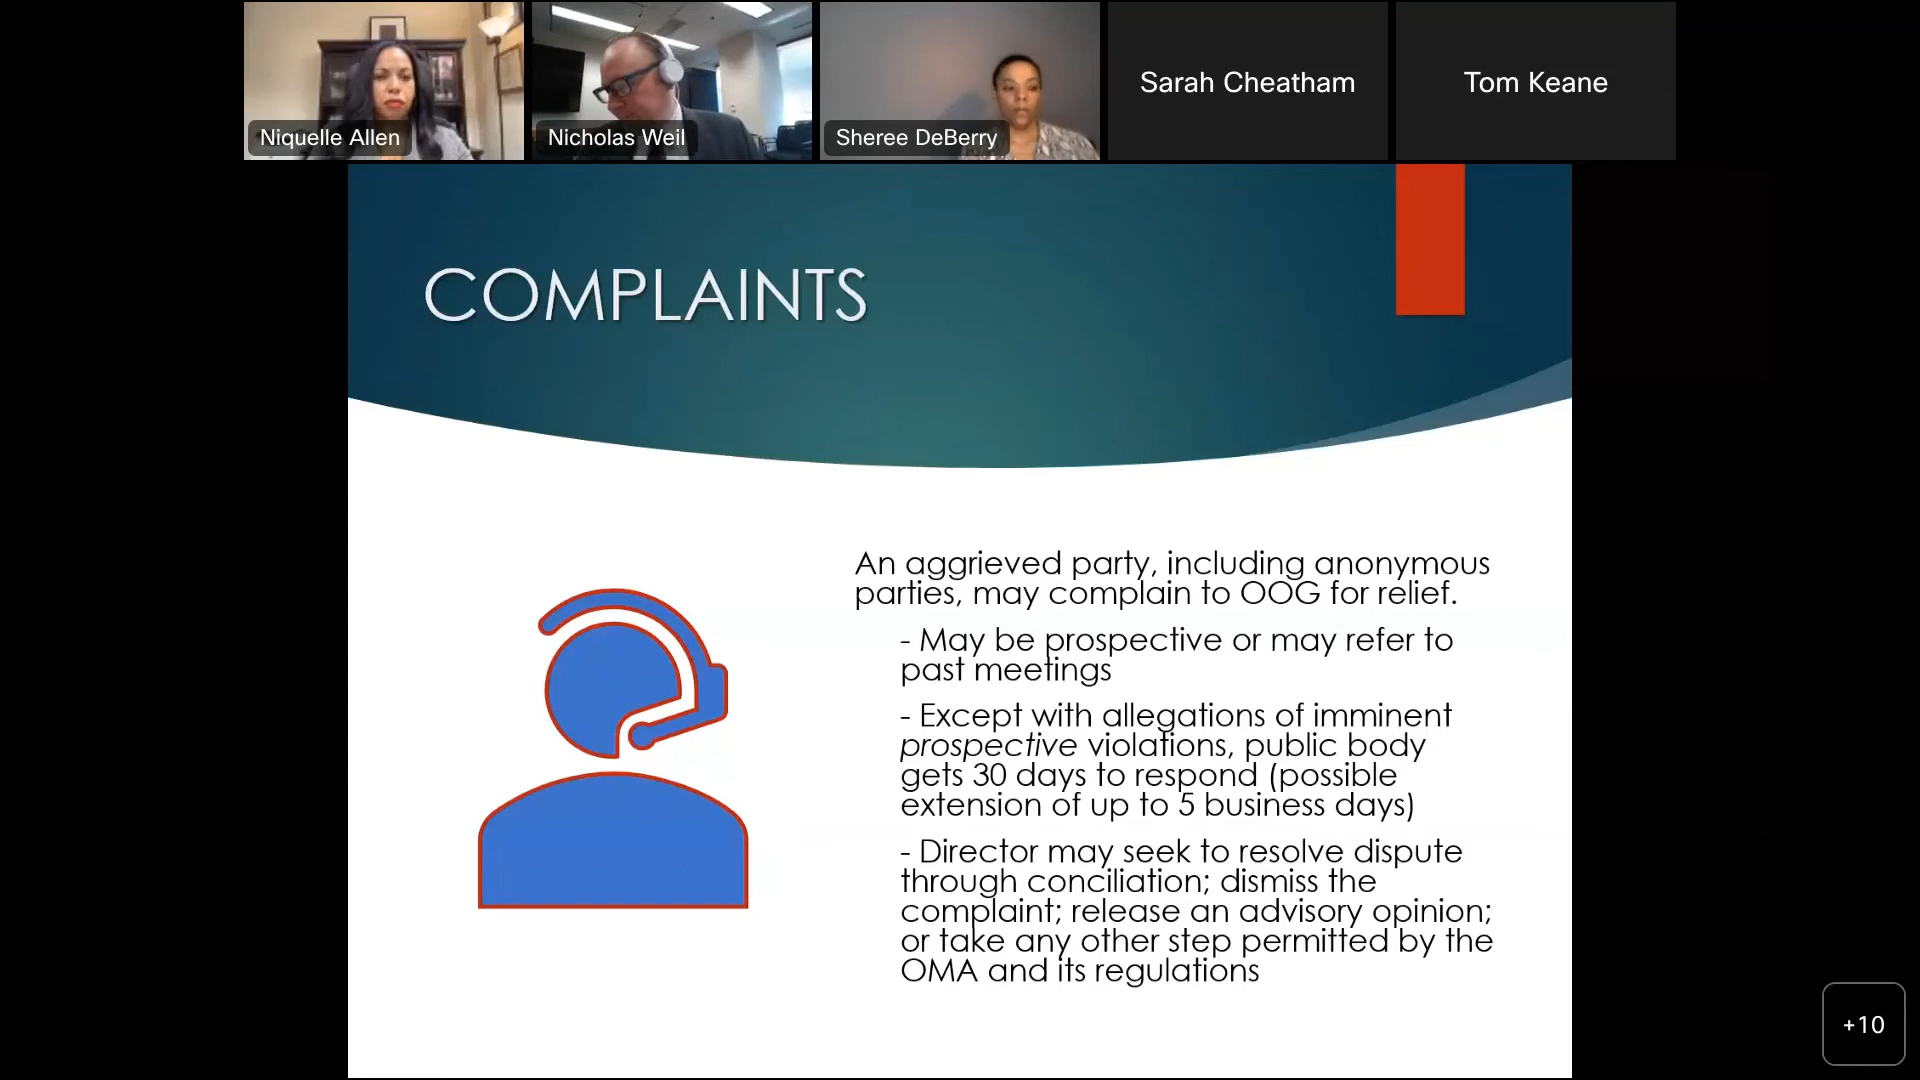 Niquelle Allen
Nicholas Weil
Sheree DeBerry
Sarah Cheatham
Tom Keane
COMPLAINTS
An aggrieved party, including anonymous
parties, may complain to OOG for relief.
- May be prospective or may refer to
past meetings
- Except with allegations of imminent
prospective violations, public body
gets 30 days to respond (possible
extension of up to 5 business days)
- Director may seek to resolve dispute
through conciliation; dismiss the
complaint; release an advisory opinion;
or take any other step permitted by the
OMA and its regulations
+10